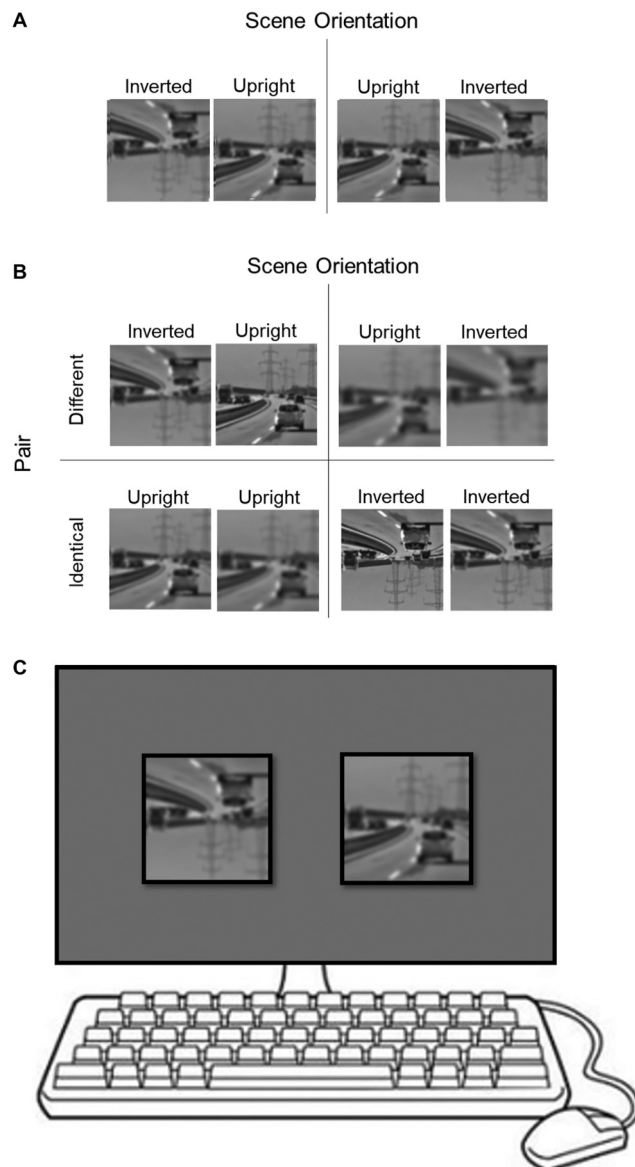 A
Scene Orientation
Inverted Upright Upright Inverted
B
Scene Orientation
Inverted Upright Upright Inverted
Different
Pair
Upright Upright Inverted Inverted
Identical
C